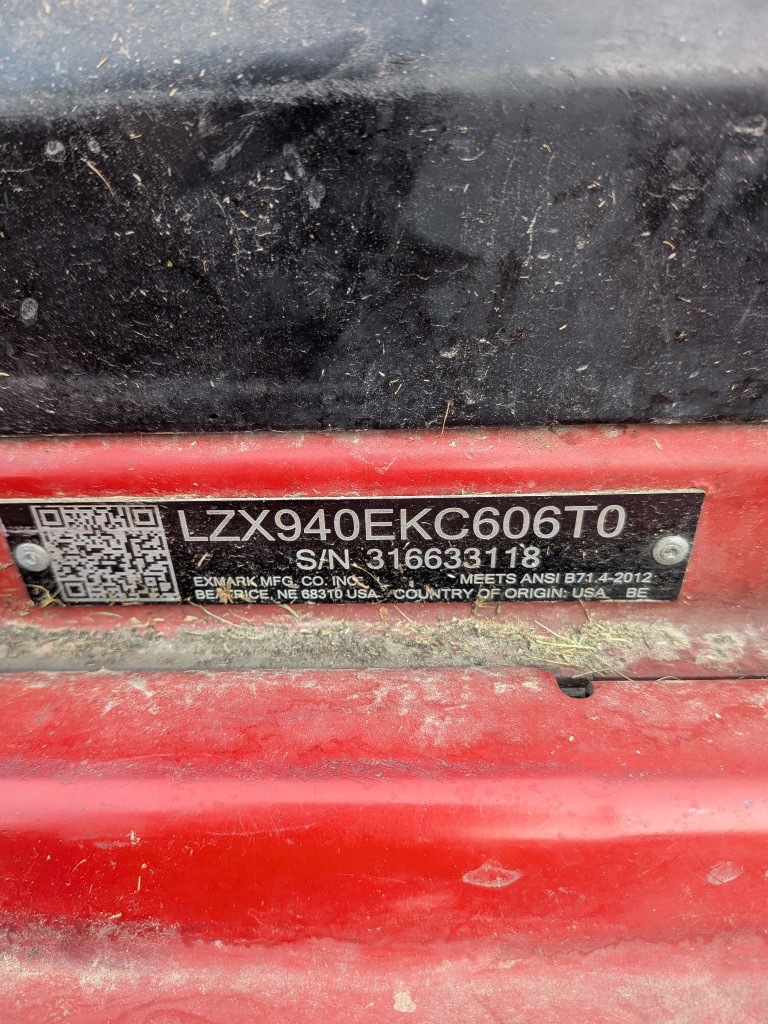 LZX940EKC606T0
S/N 316633118
EXMARK MFG. CO. INC. MEETS ANSI B71.4-2012
BEATRICE, NE 68310 USA COUNTRY OF ORIGIN: USA BE